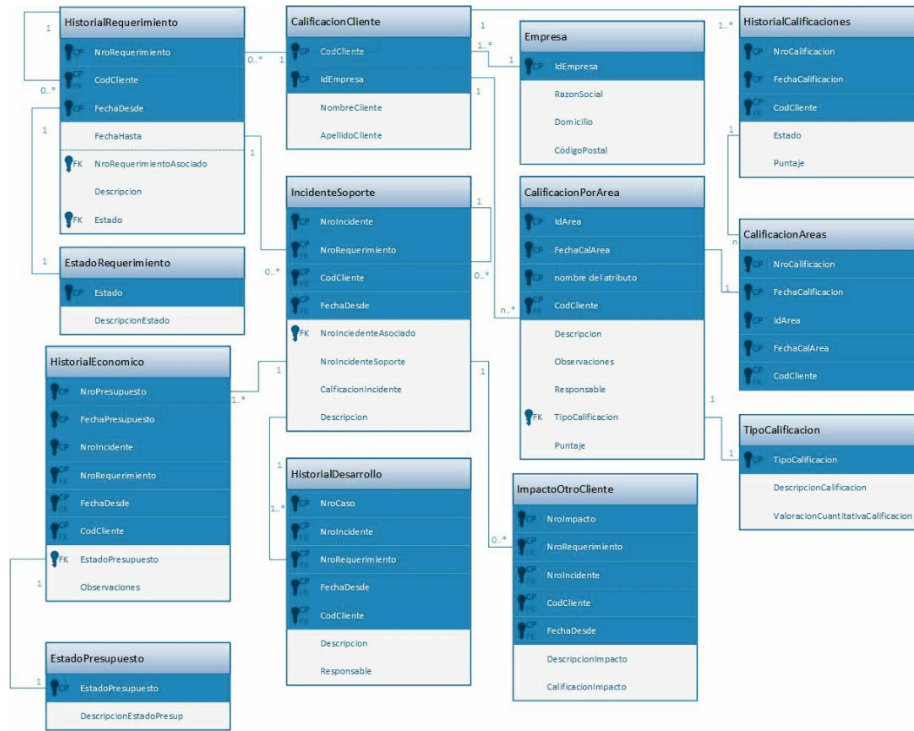 HistorialRequerimiento
CP NroRequerimiento
CP FK CodCliente
CP FechaDesde
FechaHasta
FK NroRequerimientoAsociado
Descripcion
FK Estado
1
0..*
1
1
0..*
1
CalificacionCliente
CP CodCliente
CP IdEmpresa
NombreCliente
ApellidoCliente
1
1..*
1
1
Empresa
CP IdEmpresa
RazonSocial
Domicilio
CódigoPostal
1..*
HistorialCalificaciones
CP NroCalificacion
CP FechaCalificacion
CP FK CodCliente
Estado
Puntaje
1
n
EstadoRequerimiento
CP Estado
DescripcionEstado
1
IncidenteSoporte
CP NroIncidente
CP FK NroRequerimiento
CP FK CodCliente
CP FK FechaDesde
FK NroInciedenteAsociado
NroIncidenteSoporte
CalficacionIncidente
Descripcion
0..*
1
0..*
1
1
1
CalificacionPorArea
CP IdArea
CP FechaCalArea
CP nombre del atributo
CP FK CodCliente
Descripcion
Observaciones
Responsable
FK TipoCalificacion
Puntaje
n..*
1
1
CalificacionAreas
CP FK NroCalificacion
CP FK FechaCalificacion
CP FK IdArea
CP FK FechaCalArea
CP FK CodCliente
HistorialEconomico
CP NroPresupuesto
CP FechaPresupuesto
CP FK NroIncidente
CP FK NroRequerimiento
CP FK FechaDesde
CP FK CodCliente
FK EstadoPresupuesto
Observaciones
1..*
1
HistorialDesarrollo
CP NroCaso
CP FK NroIncidente
CP FK NroRequerimiento
CP FK FechaDesde
CP FK CodCliente
Descripcion
Responsable
1..*
ImpactoOtroCliente
CP NroImpacto
CP FK NroRequerimiento
CP FK NroIncidente
CP FK CodCliente
CP FK FechaDesde
DescripcionImpacto
CalificacionImpacto
0..*
TipoCalificacion
CP TipoCalificacion
DescripcionCalificacion
ValoracionCuantitativaCalificacion
1
EstadoPresupuesto
CP EstadoPresupuesto
DescripcionEstadoPresup
1